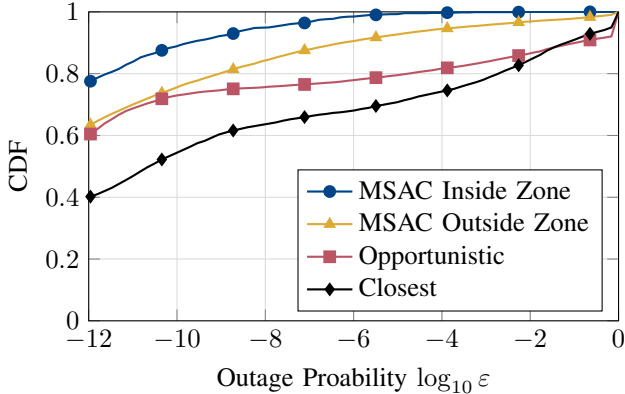 1
0.8
0.6
0.4
0.2
0
CDF
−12
−10
−8
−6
−4
−2
0
Outage Proability log₁₀ ε
MSAC Inside Zone
MSAC Outside Zone
Opportunistic
Closest